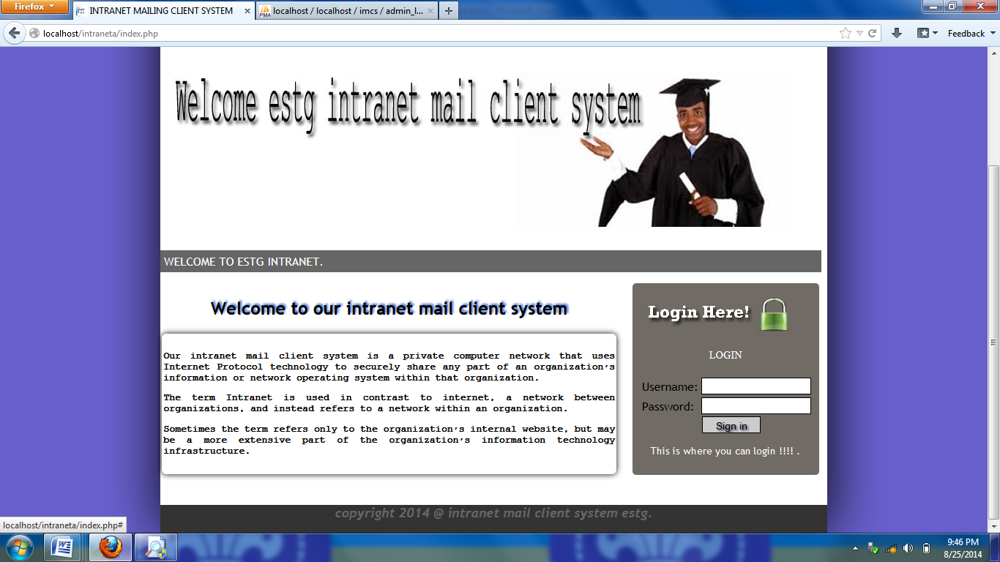 Firefox
INTRANET MAILING CLIENT SYSTEM
localhost / localhost / imcs / admin_l...
localhost/intraneta/index.php
Feedback
Welcome estg intranet mail client system
WELCOME TO ESTG INTRANET.
Welcome to our intranet mail client system
Our intranet mail client system is a private computer network that uses
Internet Protocol technology to securely share any part of an organization's
information or network operating system within that organization.
The term Intranet is used in contrast to internet, a network between
organizations, and instead refers to a network within an organization.
Sometimes the term refers only to the organization's internal website, but may
be a more extensive part of the organization's information technology
infrastructure.
Login Here!
LOGIN
Username:
Password:
Sign in
This is where you can login !!!! .
copyright 2014 @ intranet mail client system estg.
localhost/intraneta/index.php#
9:46 PM
8/25/2014